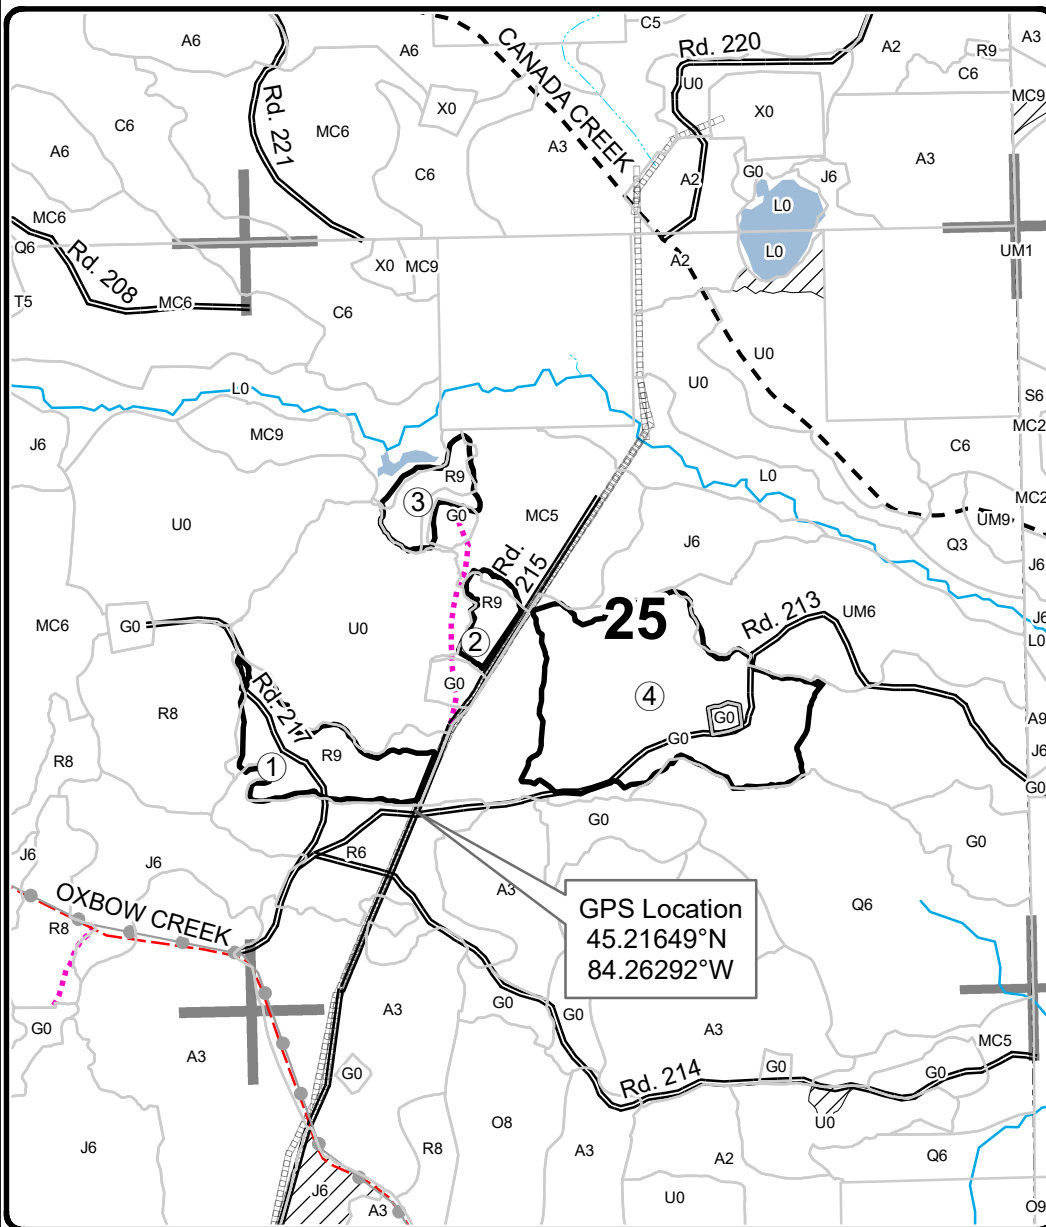 C5
A6
A6
Rd. 220
A2
R9
A3
C6
CANADA CREEK
U0
MC9
Rd. 221
X0
X0
C6
MC6
A3
A3
A6
C6
G0
J6
A2
L0
MC6
Q6
Rd. 208
L0
UM1
X0
MC9
A2
T5
MC6
C6
U0
U0
L0
S6
MC9
MC2
J6
C6
R9
L0
3
MC2
G0
MC5
UM9
U0
J6
Q3
J6
Rd. 215
R9
25
Rd. 213
UM6
J6
MC6
G0
U0
2
L0
G0
4
Rd. 217
R8
G0
A9
G0
R9
J6
R8
1
G0
G0
G0
R6
J6
J6
A3
OXBOW CREEK
GPS Location
45.21649°N
84.26292°W
Q6
R8
G0
A3
G0
G0
A3
MC5
A3
G0
G0
G0
Rd. 214
U0
O8
J6
R8
A3
A2
Q6
J6
U0
A3
O9